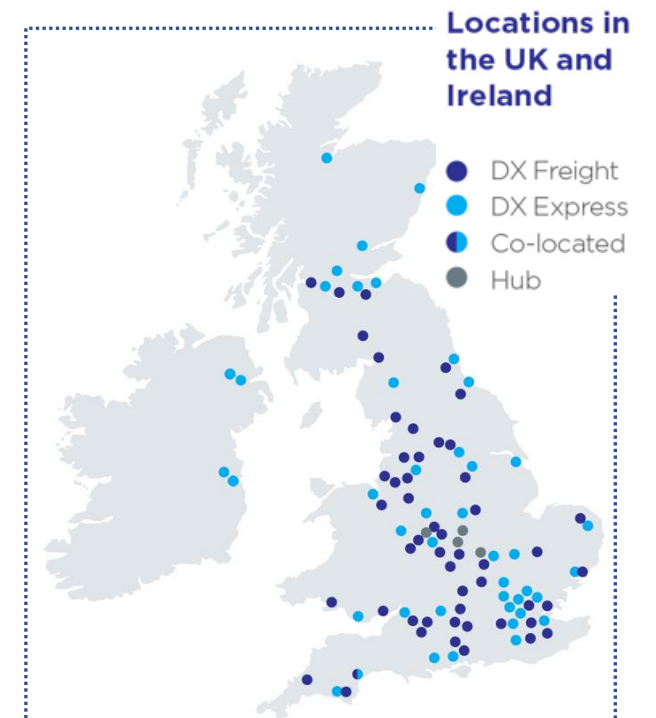 Locations in
the UK and
Ireland
DX Freight
DX Express
Co-located
Hub